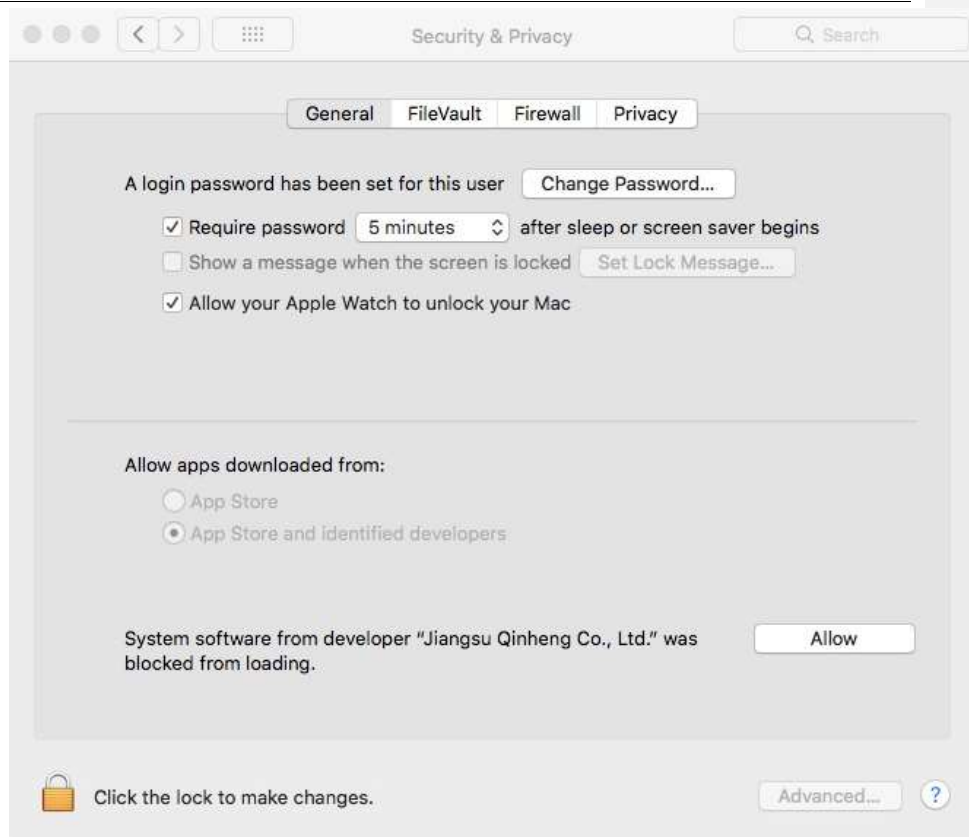 Security & Privacy
Search
General FileVault Firewall Privacy
A login password has been set for this user Change Password...
Require password 5 minutes after sleep or screen saver begins
Show a message when the screen is locked Set Lock Message...
Allow your Apple Watch to unlock your Mac
Allow apps downloaded from:
App Store
App Store and identified developers
System software from developer “Jiangsu Qinheng Co., Ltd.” was
blocked from loading.
Allow
Click the lock to make changes.
Advanced...
?